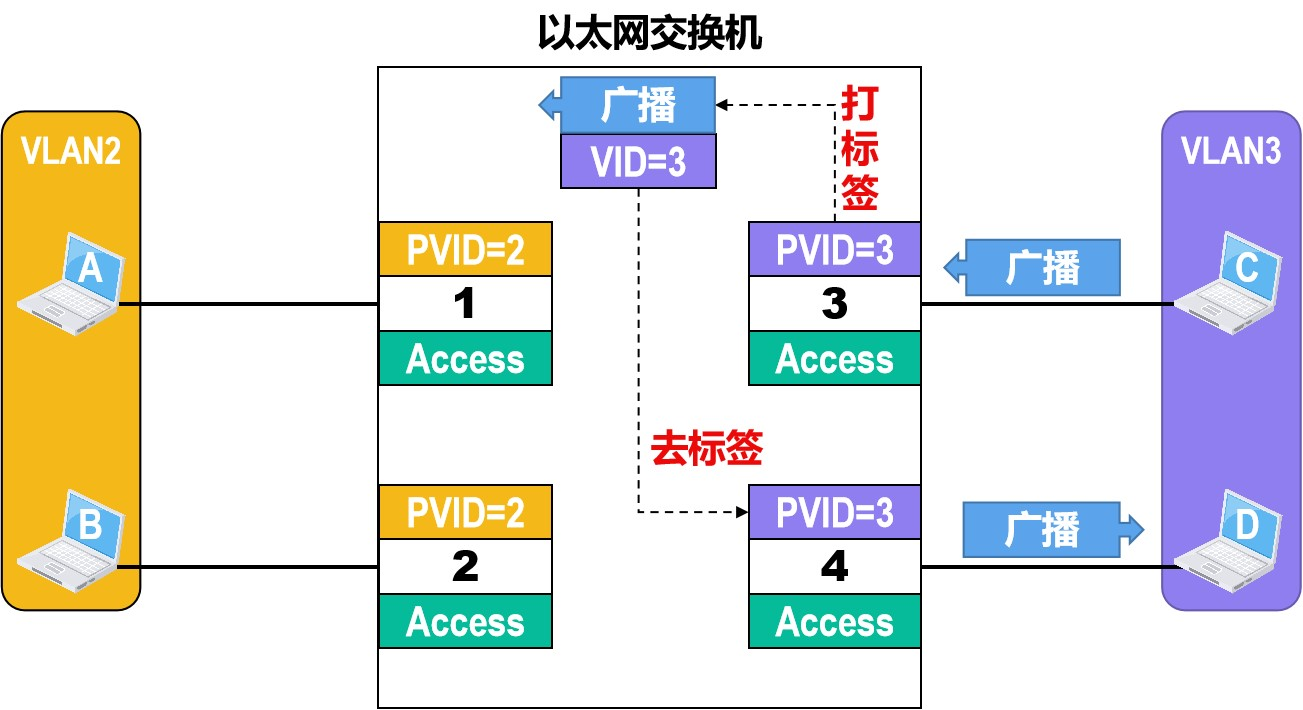 以太网交换机
广播
VID=3
打标签
VLAN2
VLAN3
A
PVID=2
1
Access
PVID=3
3
Access
广播
C
去标签
B
PVID=2
2
Access
PVID=3
4
Access
广播
D